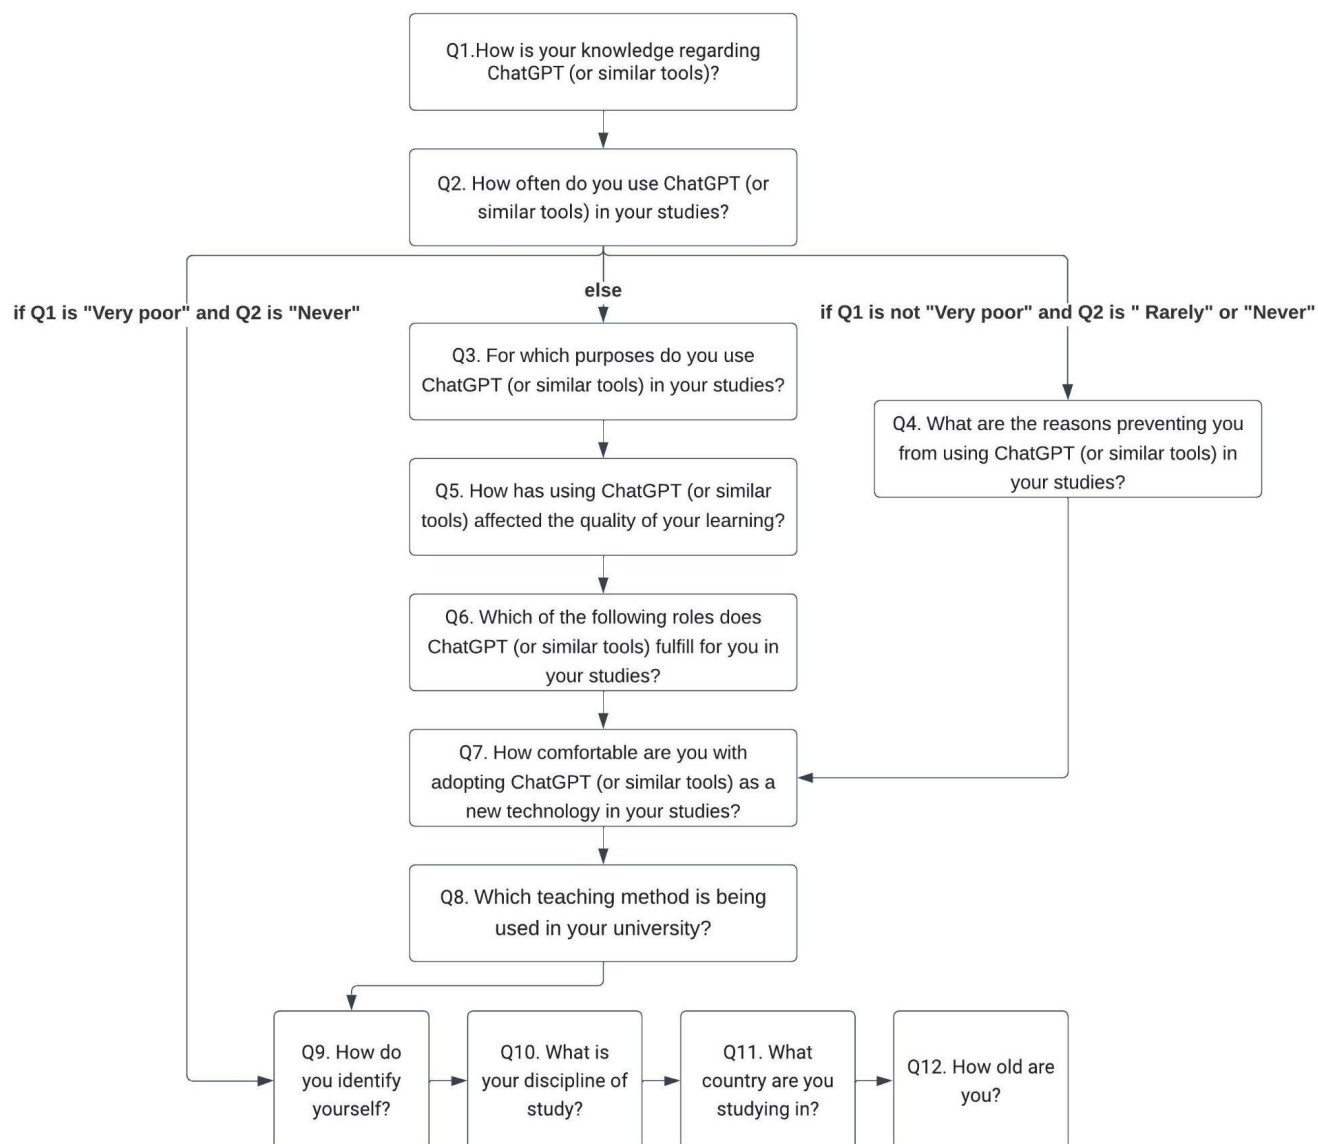 Q1.How is your knowledge regarding
ChatGPT (or similar tools)?
Q2. How often do you use ChatGPT (or
similar tools) in your studies?
else
if Q1 is "Very poor" and Q2 is "Never"
if Q1 is not "Very poor" and Q2 is " Rarely" or "Never"
Q3. For which purposes do you use
ChatGPT (or similar tools) in your studies?
Q4. What are the reasons preventing you
from using ChatGPT (or similar tools) in
your studies?
Q5. How has using ChatGPT (or similar
tools) affected the quality of your learning?
Q6. Which of the following roles does
ChatGPT (or similar tools) fulfill for you in
your studies?
Q7. How comfortable are you with
adopting ChatGPT (or similar tools) as a
new technology in your studies?
Q8. Which teaching method is being
used in your university?
Q9. How do
you identify
yourself?
Q10. What is
your discipline of
study?
Q11. What
country are you
studying in?
Q12. How old are
you?